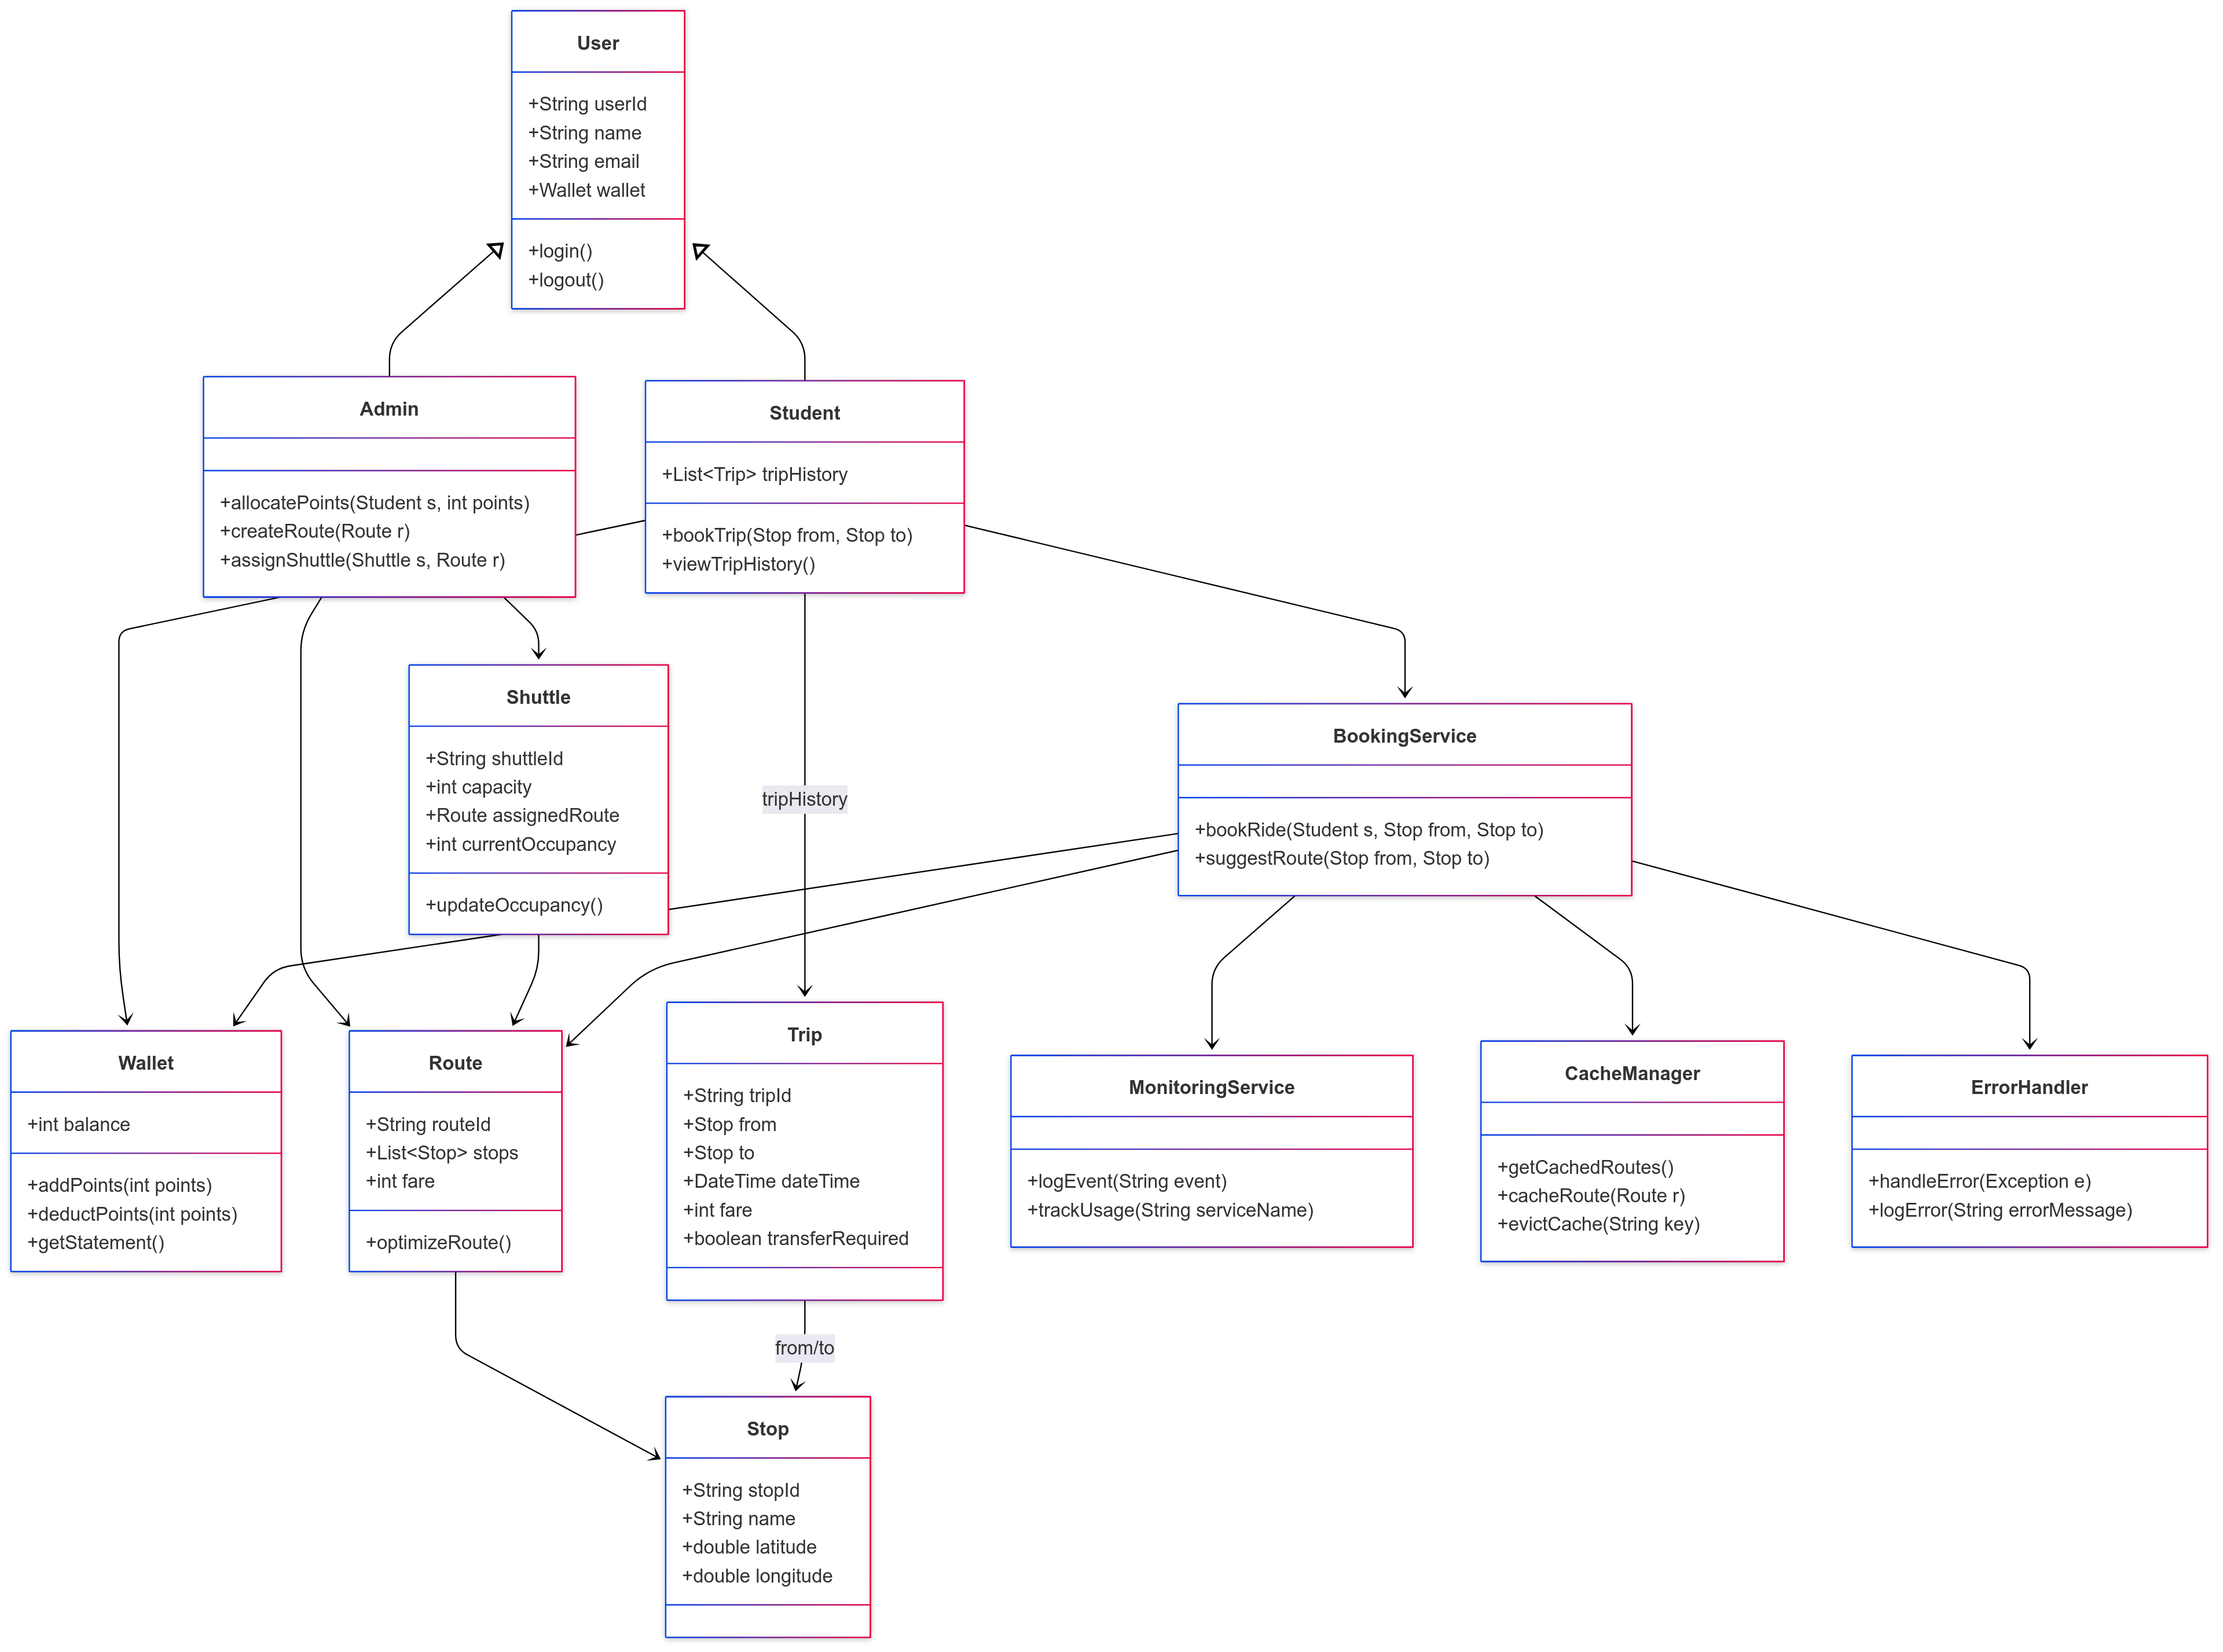 User
+String userId
+String name
+String email
+Wallet wallet
+login()
+logout()
Admin
+allocatePoints(Student s, int points)
+createRoute(Route r)
+assignShuttle(Shuttle s, Route r)
Student
+List<Trip> tripHistory
+bookTrip(Stop from, Stop to)
+viewTripHistory()
Shuttle
+String shuttleId
+int capacity
+Route assignedRoute
+int currentOccupancy
+updateOccupancy()
tripHistory
BookingService
+bookRide(Student s, Stop from, Stop to)
+suggestRoute(Stop from, Stop to)
Wallet
+int balance
+addPoints(int points)
+deductPoints(int points)
+getStatement()
Route
+String routeId
+List<Stop> stops
+int fare
+optimizeRoute()
Trip
+String tripId
+Stop from
+Stop to
+DateTime dateTime
+int fare
+boolean transferRequired
MonitoringService
+logEvent(String event)
+trackUsage(String serviceName)
CacheManager
+getCachedRoutes()
+cacheRoute(Route r)
+evictCache(String key)
ErrorHandler
+handleError(Exception e)
+logError(String errorMessage)
from/to
Stop
+String stopId
+String name
+double latitude
+double longitude